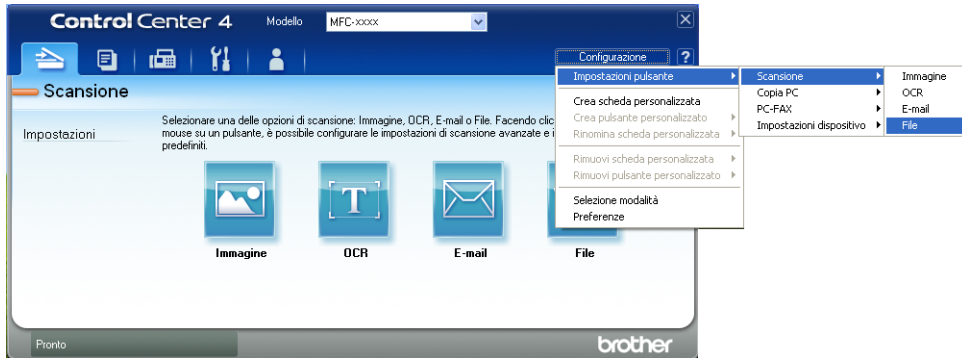 Control Center 4 Modello MFC-xxxx
Configurazione ?
Scansione
Impostazioni
Selezionare una delle opzioni di scansione: Immagine, OCR, E-mail o File. Facendo clic
mouse su un pulsante, è possibile configurare le impostazioni di scansione avanzate e i
predefiniti.
T
Immagine OCR E-mail File
Impostazioni pulsante
Crea scheda personalizzata
Crea pulsante personalizzato
Rinomina scheda personalizzata
Rimuovi scheda personalizzata
Rimuovi pulsante personalizzato
Selezione modalità
Preferenze
Scansione
Copia PC
PC-FAX
Impostazioni dispositivo
Immagine
OCR
E-mail
File
Pronto brother